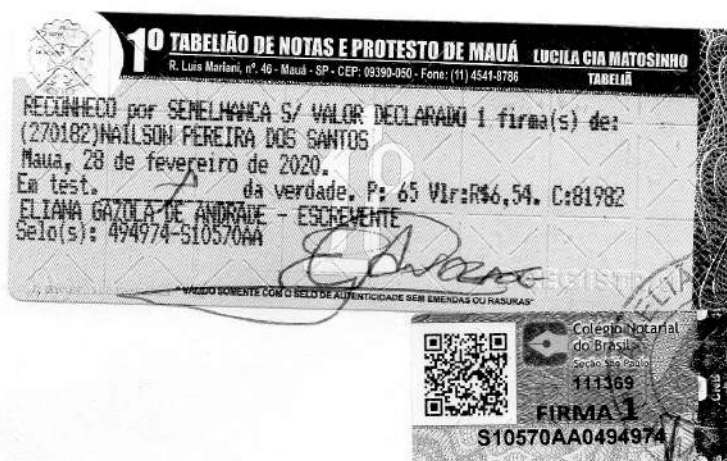 1º TABELIÃO DE NOTAS E PROTESTO DE MAUÁ
R. Luis Mariani, nº. 46 - Mauá - SP - CEP: 09390-050 - Fone: (11) 4541-8786
LUCILA CIA MATOSINHO
TABELIÃ
RECONHECO por SEMELHANCA S/ VALOR DECLARADO 1 firma(s) de:
(270182)NAILSON PEREIRA DOS SANTOS
Maua, 28 de fevereiro de 2020.
Em test. da verdade. P: 65 Vlr:R$6,54. C:81982
ELIANA GAZOLA DE ANDRADE - ESCREVENTE
Selo(s): 494974-S10570AA
"VÁLIDO SOMENTE COM O SELO DE AUTENTICIDADE SEM EMENDAS OU RASURAS"
Colégio Notarial
do Brasil
Seção São Paulo
111369
FIRMA 1
S10570AA0494974